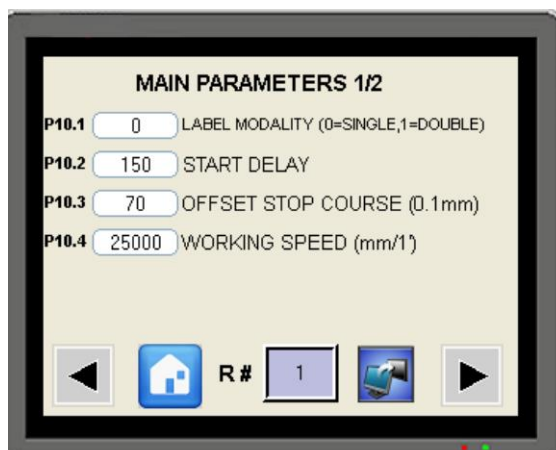 MAIN PARAMETERS 1/2
P10.1 0 LABEL MODALITY (0=SINGLE,1=DOUBLE)
P10.2 150 START DELAY
P10.3 70 OFFSET STOP COURSE (0.1mm)
P10.4 25000 WORKING SPEED (mm/1')
R# 1